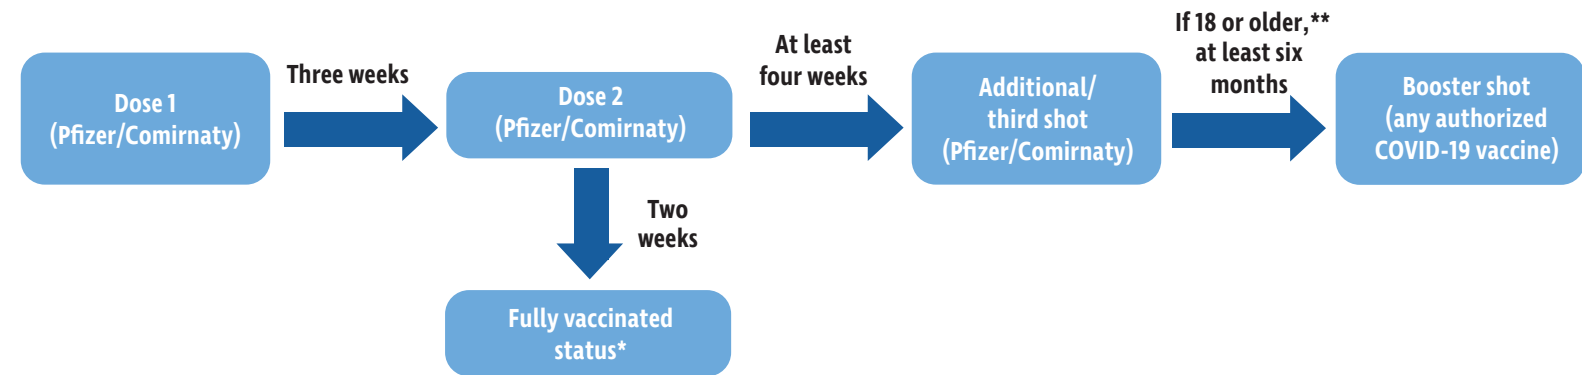 Dose 1
(Pfizer/Comirnaty)
Three weeks
Dose 2
(Pfizer/Comirnaty)
At least
four weeks
Additional/
third shot
(Pfizer/Comirnaty)
If 18 or older,**
at least six
months
Booster shot
(any authorized
COVID-19 vaccine)
Two
weeks
Fully vaccinated
status*